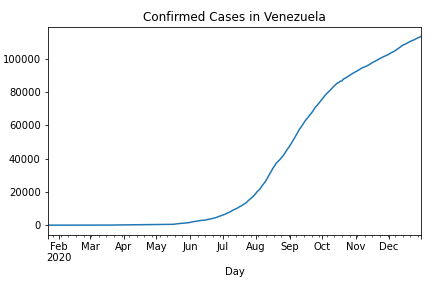 Confirmed Cases in Venezuela
100000
80000
60000
40000
20000
0
Feb Mar Apr May Jun Jul Aug Sep Oct Nov Dec
2020
Day